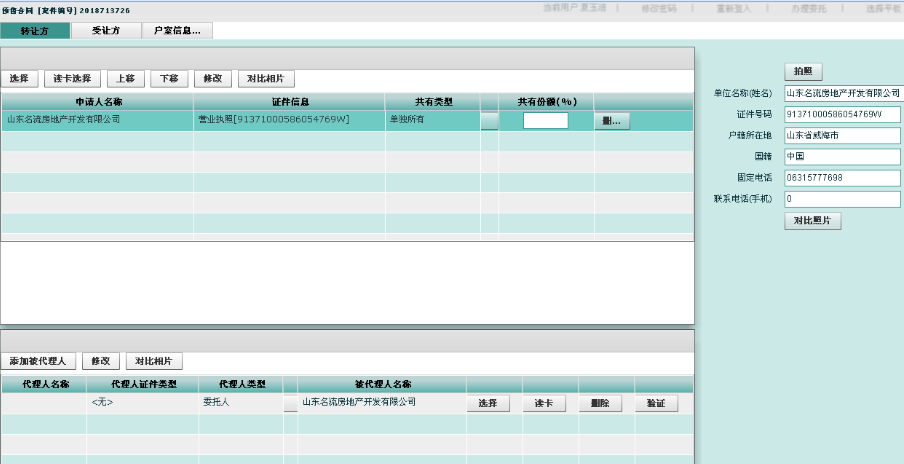 预售合同 [案件编号] 2018713726
当前用户 夏玉通 | 修改密码 | 重新登入 | 办理委托 | 选择平板
转让方 受让方 户室信息...
选择 读卡选择 上移 下移 修改 对比相片
申请人名称 证件信息 共有类型 共有份额(%)
山东名流房地产开发有限公司 营业执照[91371000586054769W] 单独所有 删...
拍照
单位名称(姓名) 山东名流房地产开发有限公司
证件号码 91371000586054769W
户籍所在地 山东省威海市
国籍 中国
固定电话 06315777698
联系电话(手机) 0
对比照片
添加被代理人 修改 对比相片
代理人名称 代理人证件类型 代理人类型 被代理人名称
<无> 委托人 山东名流房地产开发有限公司 选择 读卡 删除 验证